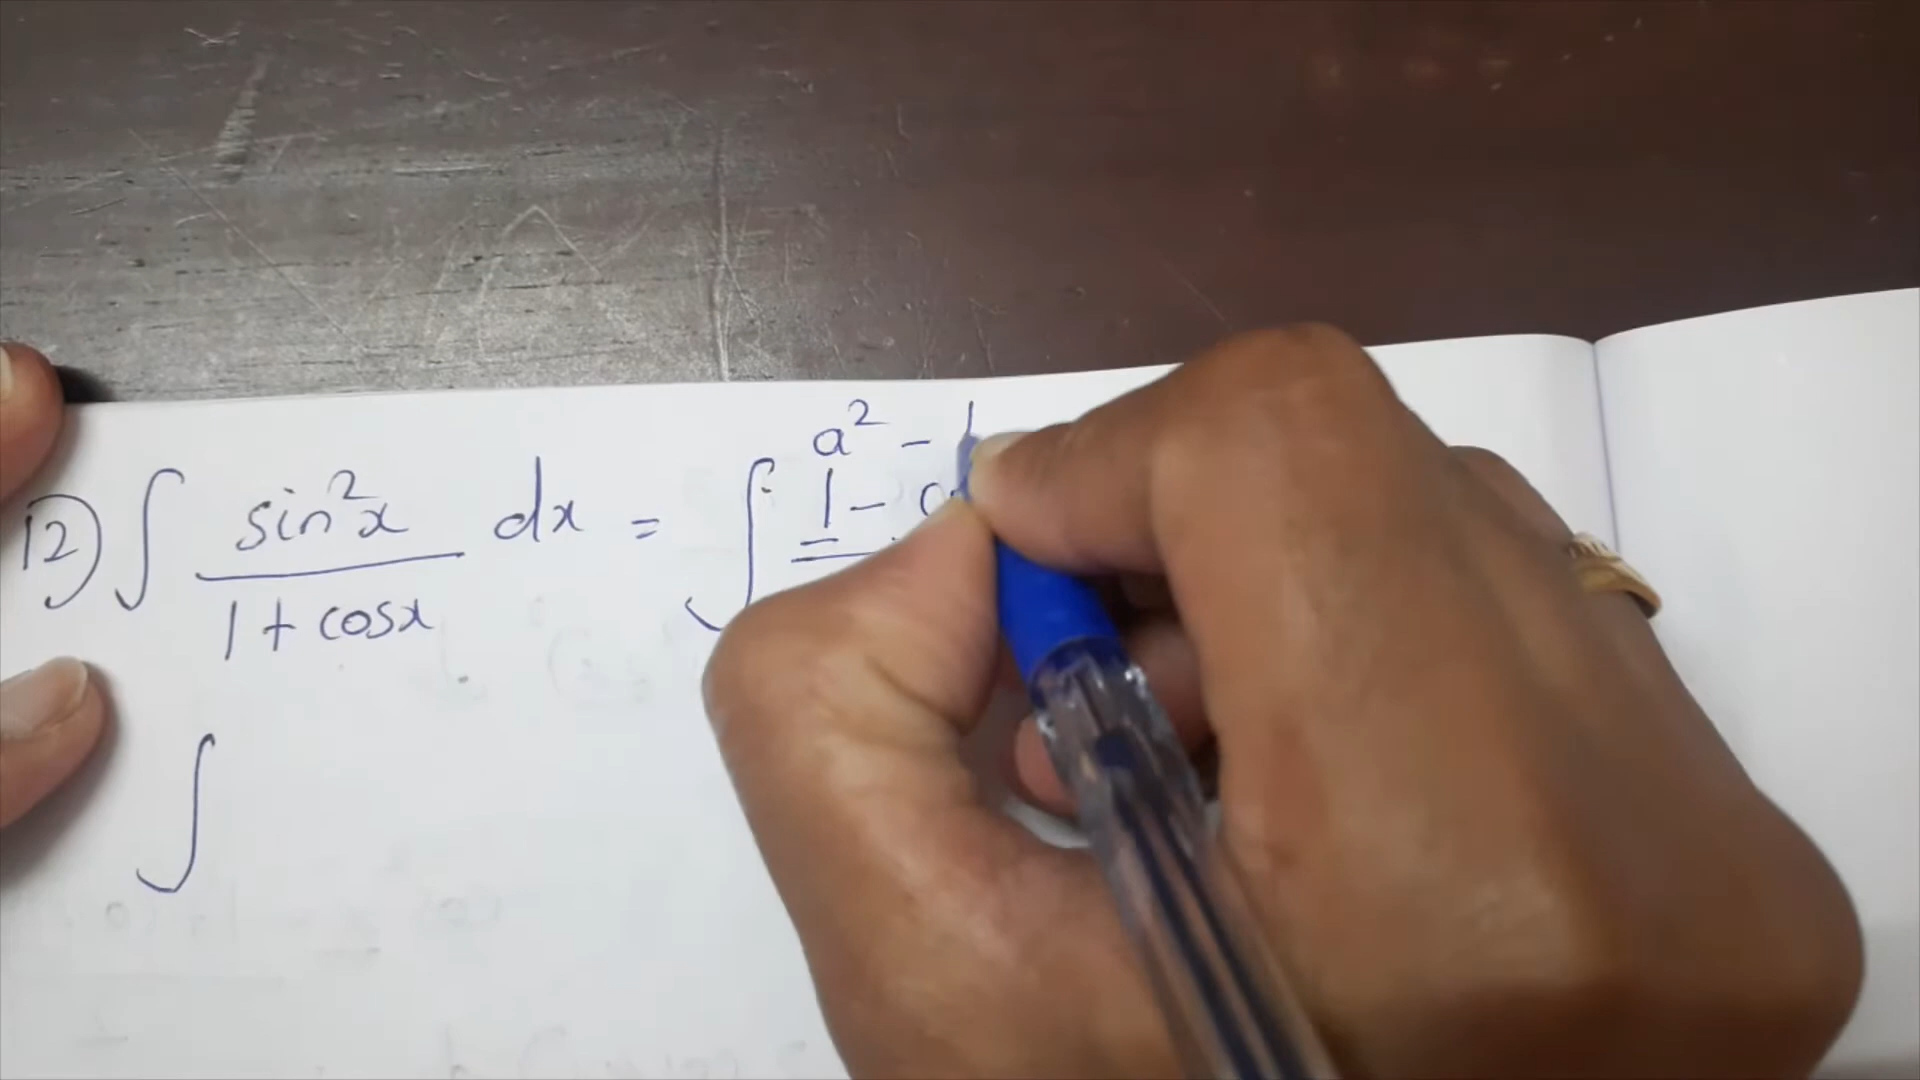 a² -
12) ∫ sin²x / 1 + cosx dx = ∫ 1 -
∫